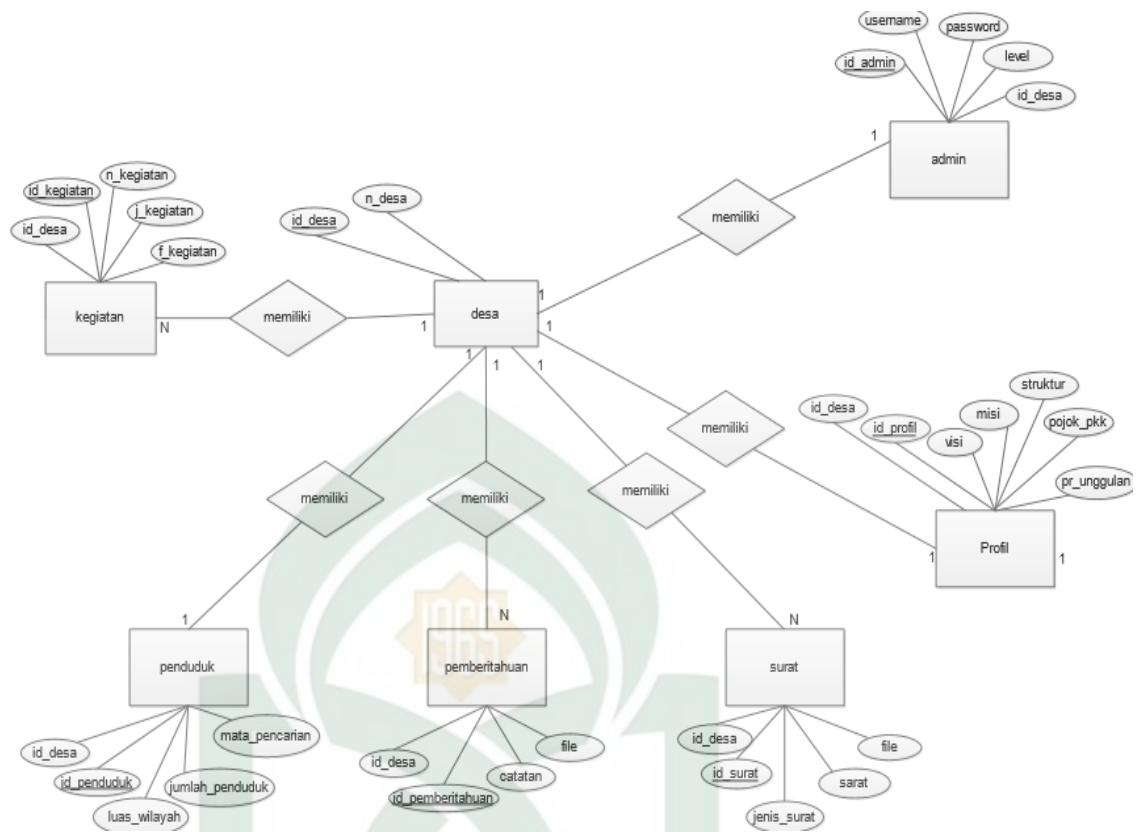 username
password
id_admin
level
id_desa
1
admin
n_kegiatan
id_kegiatan
j_kegiatan
id_desa
f_kegiatan
n_desa
id_desa
memiliki
kegiatan
N
memiliki
1
desa
1
1
1
1
1
struktur
misi
id_desa
id_profil
visi
pojok_pkk
pr_unggulan
memiliki
Profil
1
1
memiliki
memiliki
memiliki
1965
1
N
N
penduduk
pemberitahuan
surat
mata_pencarian
id_desa
id_penduduk
jumlah_penduduk
luas_wilayah
file
id_desa
catatan
id_pemberitahuan
id_desa
file
id_surat
sarat
jenis_surat